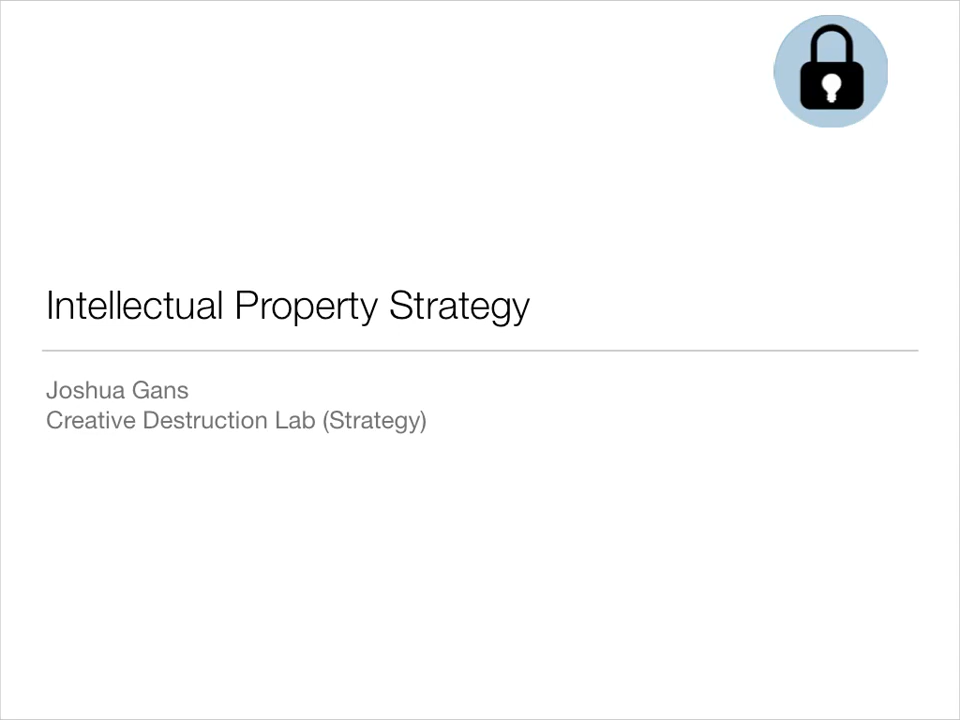 Intellectual Property Strategy
Joshua Gans
Creative Destruction Lab (Strategy)